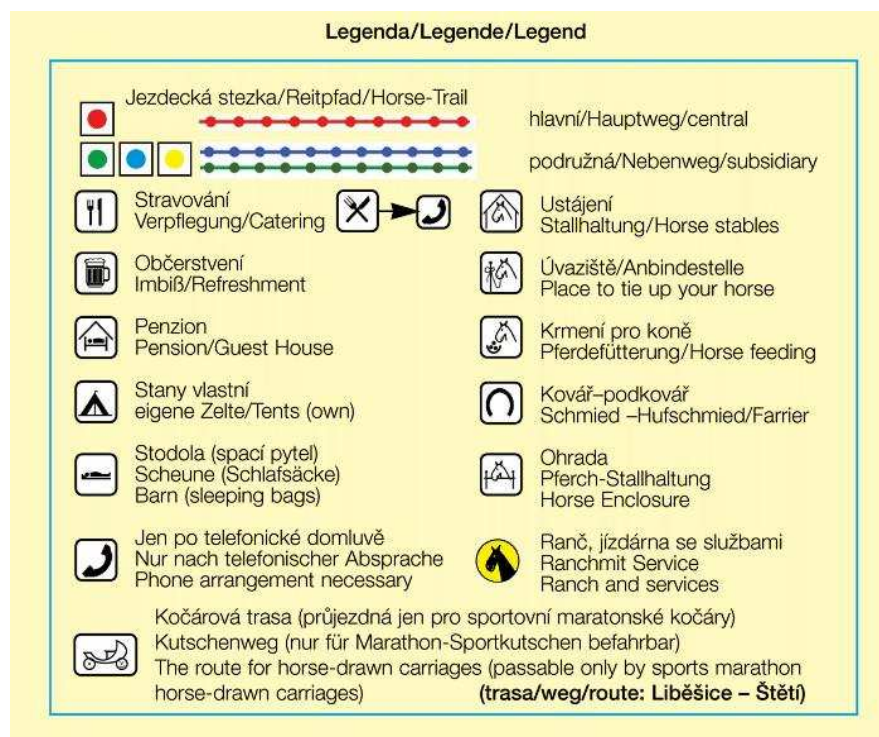 Legenda/Legende/Legend
Jezdecká stezka/Reitpfad/Horse-Trail
hlavní/Hauptweg/central
podružná/Nebenweg/subsidiary
Stravování
Verpflegung/Catering
Ustájení
Stallhaltung/Horse stables
Občerstvení
Imbiß/Refreshment
Úvaziště/Anbindestelle
Place to tie up your horse
Penzion
Pension/Guest House
Krmení pro koně
Pferdefütterung/Horse feeding
Stany vlastní
eigene Zelte/Tents (own)
Kovář–podkovář
Schmied –Hufschmied/Farrier
Stodola (spací pytel)
Scheune (Schlafsäcke)
Barn (sleeping bags)
Ohrada
Pferch-Stallhaltung
Horse Enclosure
Jen po telefonické domluvě
Nur nach telefonischer Absprache
Phone arrangement necessary
Ranč, jízdárna se službami
Ranchmit Service
Ranch and services
Kočárová trasa (průjezdná jen pro sportovní maratonské kočáry)
Kutschenweg (nur für Marathon-Sportkutschen befahrbar)
The route for horse-drawn carriages (passable only by sports marathon
horse-drawn carriages) (trasa/weg/route: Liběšice – Štětí)